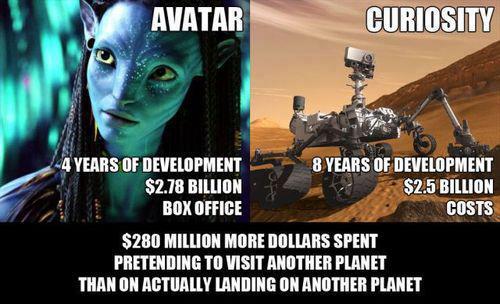 AVATAR
4 YEARS OF DEVELOPMENT
$2.78 BILLION
BOX OFFICE
CURIOSITY
8 YEARS OF DEVELOPMENT
$2.5 BILLION
COSTS
$280 MILLION MORE DOLLARS SPENT
PRETENDING TO VISIT ANOTHER PLANET
THAN ON ACTUALLY LANDING ON ANOTHER PLANET